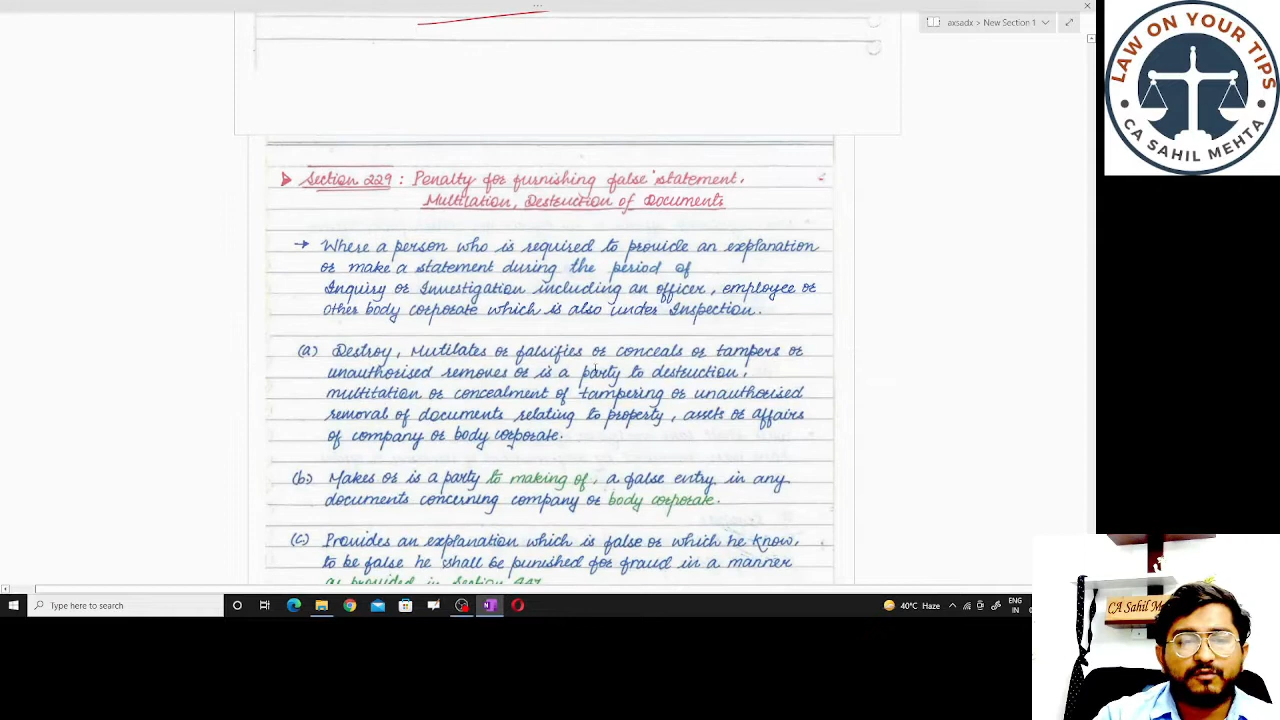 axsadx > New Section 1
LAW ON YOUR TIPS
CA SAHIL MEHTA
Section 229 : Penalty for furnishing false statement,
Mutilation, Destruction of Documents
→ Where a person who is required to provide an explanation
or make a statement during the period of
Inquiry or Investigation including an officer, employee or
other body corporate which is also under Inspection.
(a) Destroy, Mutilates or falsifies or conceals or tampers or
unauthorised removes or is a party to destruction,
multitation or concealment of tampering or unauthorised
removal of documents relating to property, assets or affairs
of company or body corporate.
(b) Makes or is a party to making of, a false entry in any
documents concerning company or body corporate.
(c) Provides an explanation which is false or which he know,
to be false he shall be punished for fraud in a manner
as provided in Section 447
Type here to search
40°C Haze
ENG
IN
CA Sahil M